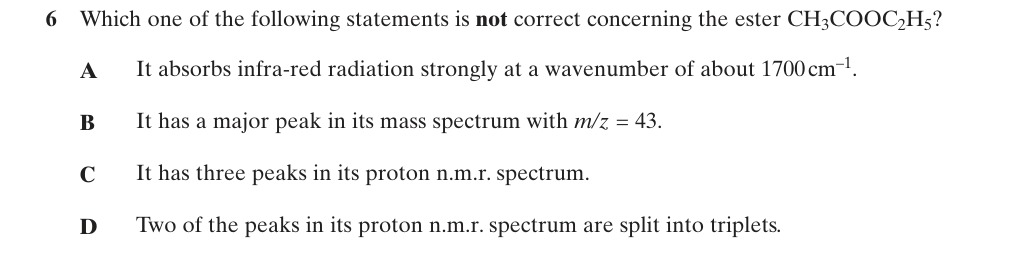 6 Which one of the following statements is not correct concerning the ester CH₃COOC₂H₅?
A It absorbs infra-red radiation strongly at a wavenumber of about 1700 cm⁻¹.
B It has a major peak in its mass spectrum with m/z = 43.
C It has three peaks in its proton n.m.r. spectrum.
D Two of the peaks in its proton n.m.r. spectrum are split into triplets.